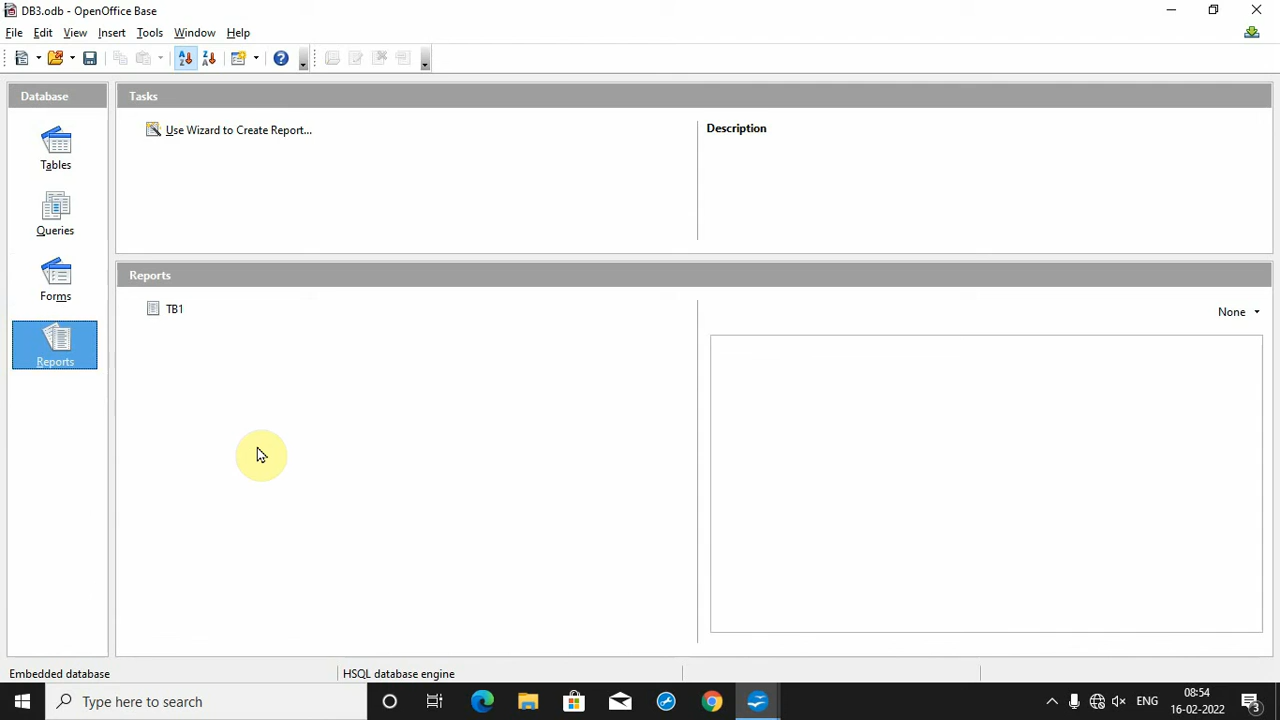 DB3.odb - OpenOffice Base
File Edit View Insert Tools Window Help
Database
Tasks
Tables
Queries
Forms
Reports
Use Wizard to Create Report...
Description
Reports
TB1
None
Embedded database
HSQL database engine
Type here to search
ENG
08:54
16-02-2022
3